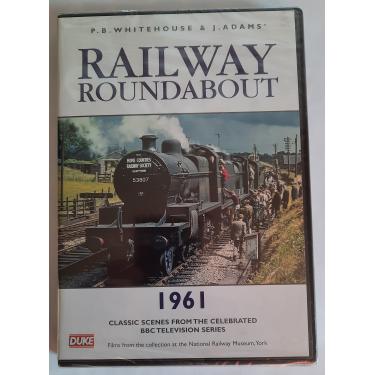 P.B.WHITEHOUSE & J.ADAMS'
RAILWAY
ROUNDABOUT
HOME COUNTIES
RAILWAY SOCIETY
53807
1961
CLASSIC SCENES FROM THE CELEBRATED
BBC TELEVISION SERIES
DUKE
Films from the collection at the National Railway Museum, York